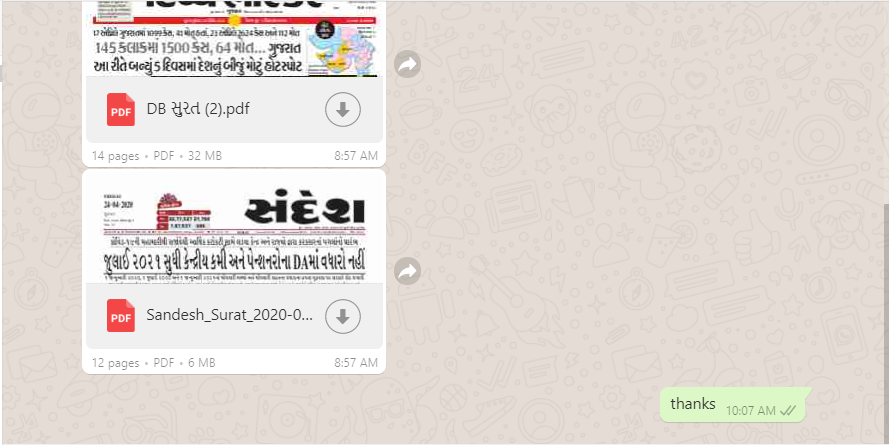 17 એપ્રિલે ગુજરાતમાં 1099 કેસ, 41 મોત હતાં, 23 એપ્રિલે 2624 કેસ અને 112 મોત
145 કલાકમાં 1500 કેસ, 64 મોત... ગુજરાત
આ રીતે બન્યું 5 દિવસમાં દેશનું બીજું મોટું હોટસ્પોટ
PDF DB સુરત (2).pdf
14 pages • PDF • 32 MB 8:57 AM
24-04-2020
સંદેશ
જુલાઈ ૨૦૨૧ સુધી કેન્દ્રીય કર્મી અને પેન્શનરોના DAમાં વધારો નહીં
PDF Sandesh_Surat_2020-0...
12 pages • PDF • 6 MB 8:57 AM
thanks 10:07 AM